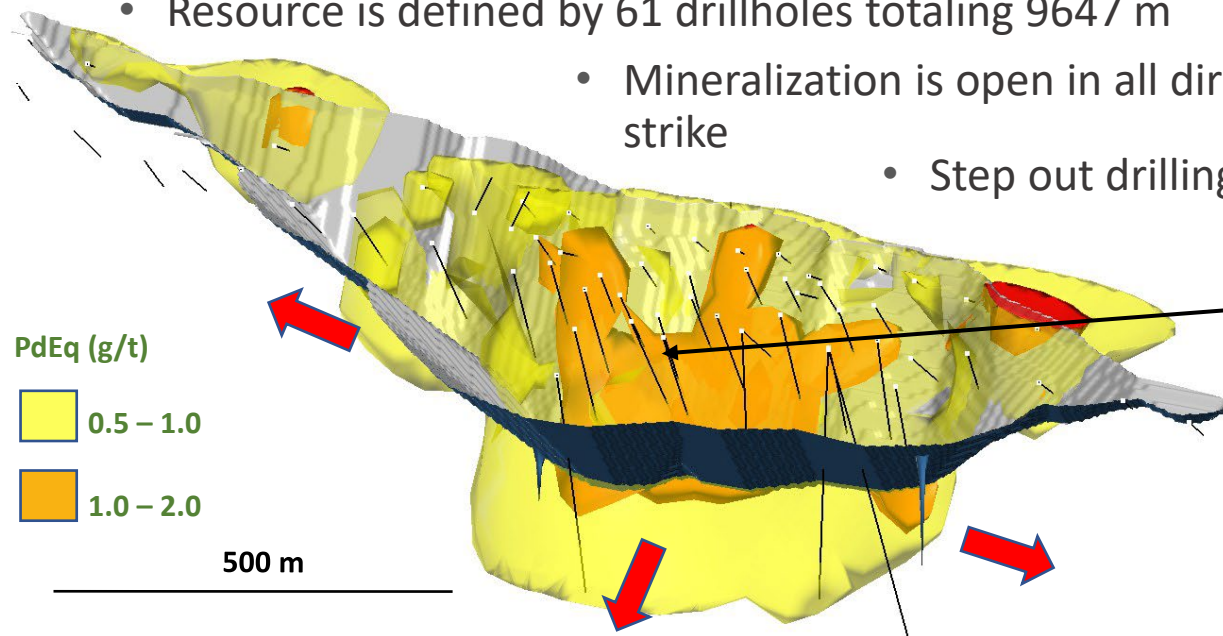 • Resource is defined by 61 drillholes totaling 9647 m
• Mineralization is open in all
strike
• Step out drilling
PdEq (g/t)
0.5 – 1.0
1.0 – 2.0
500 m